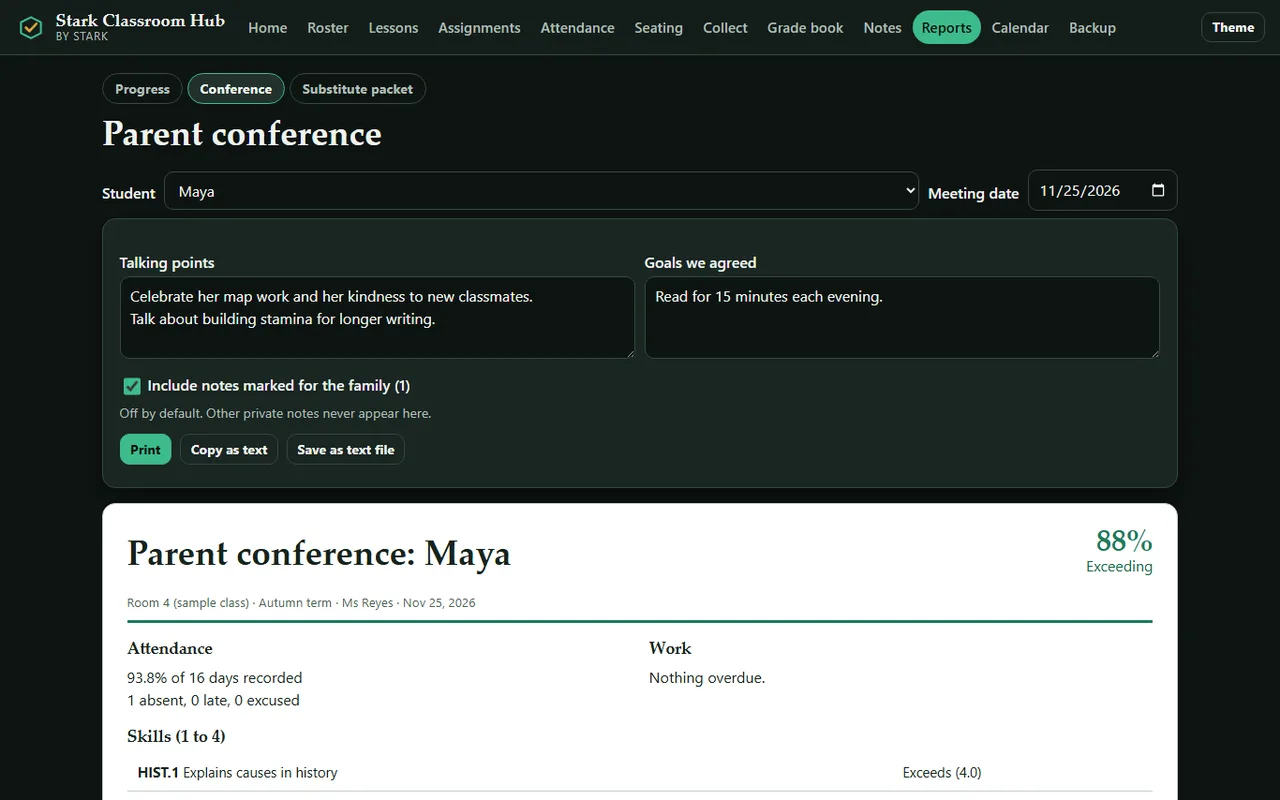 Stark Classroom Hub
BY STARK
Home Roster Lessons Assignments Attendance Seating Collect Grade book Notes Reports Calendar Backup Theme
Progress Conference Substitute packet
Parent conference
Student Maya Meeting date 11/25/2026
Talking points
Celebrate her map work and her kindness to new classmates.
Talk about building stamina for longer writing.
Goals we agreed
Read for 15 minutes each evening.
Include notes marked for the family (1)
Off by default. Other private notes never appear here.
Print Copy as text Save as text file
Parent conference: Maya
88%
Exceeding
Room 4 (sample class) · Autumn term · Ms Reyes · Nov 25, 2026
Attendance
93.8% of 16 days recorded
1 absent, 0 late, 0 excused
Work
Nothing overdue.
Skills (1 to 4)
HIST.1 Explains causes in history Exceeds (4.0)